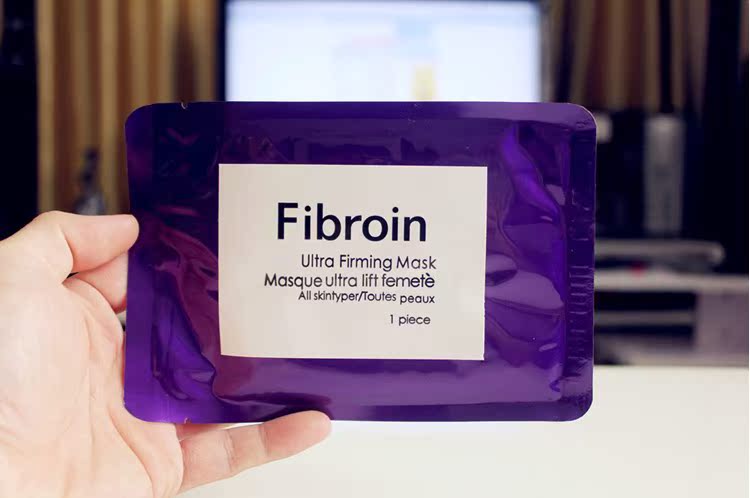 Fibroin
Ultra Firming Mask
Masque ultra lift femetè
All skintyper/Toutes peaux
1 piece